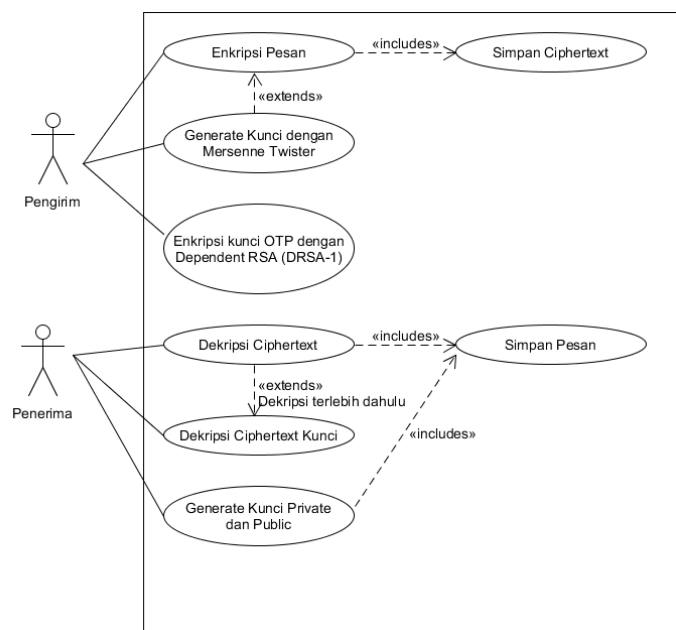 Enkripsi Pesan
«includes»
Simpan Ciphertext
«extends»
Generate Kunci dengan
Mersenne Twister
Pengirim
Enkripsi kunci OTP dengan
Dependent RSA (DRSA-1)
Dekripsi Ciphertext
«includes»
Simpan Pesan
«extends»
Dekripsi terlebih dahulu
Penerima
Dekripsi Ciphertext Kunci
«includes»
Generate Kunci Private
dan Public